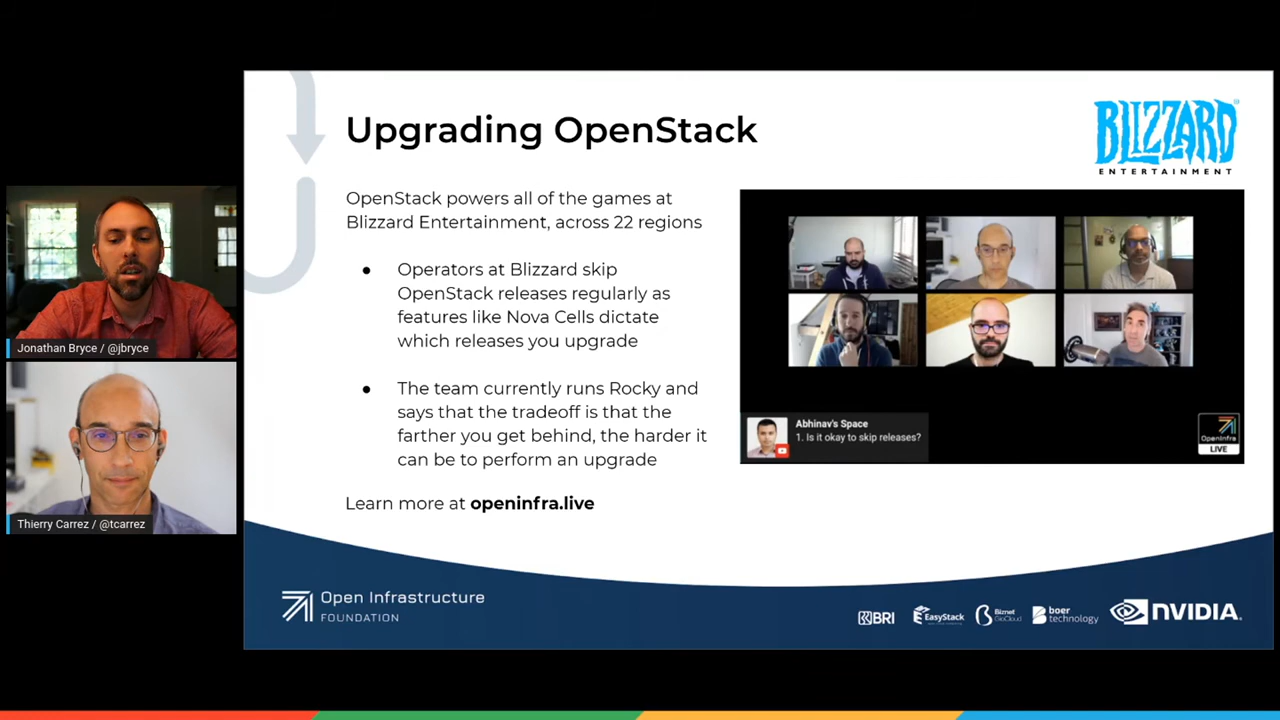 Upgrading OpenStack
BLIZZARD
ENTERTAINMENT
OpenStack powers all of the games at
Blizzard Entertainment, across 22 regions
● Operators at Blizzard skip
OpenStack releases regularly as
features like Nova Cells dictate
which releases you upgrade
● The team currently runs Rocky and
says that the tradeoff is that the
farther you get behind, the harder it
can be to perform an upgrade
Learn more at openinfra.live
Abhinav's Space
1. Is it okay to skip releases?
OpenInfra
LIVE
Jonathan Bryce / @jbryce
Thierry Carrez / @tcarrez
Open Infrastructure
FOUNDATION
BRI
EasyStack
Biznet
GioCloud
boer
technology
NVIDIA.